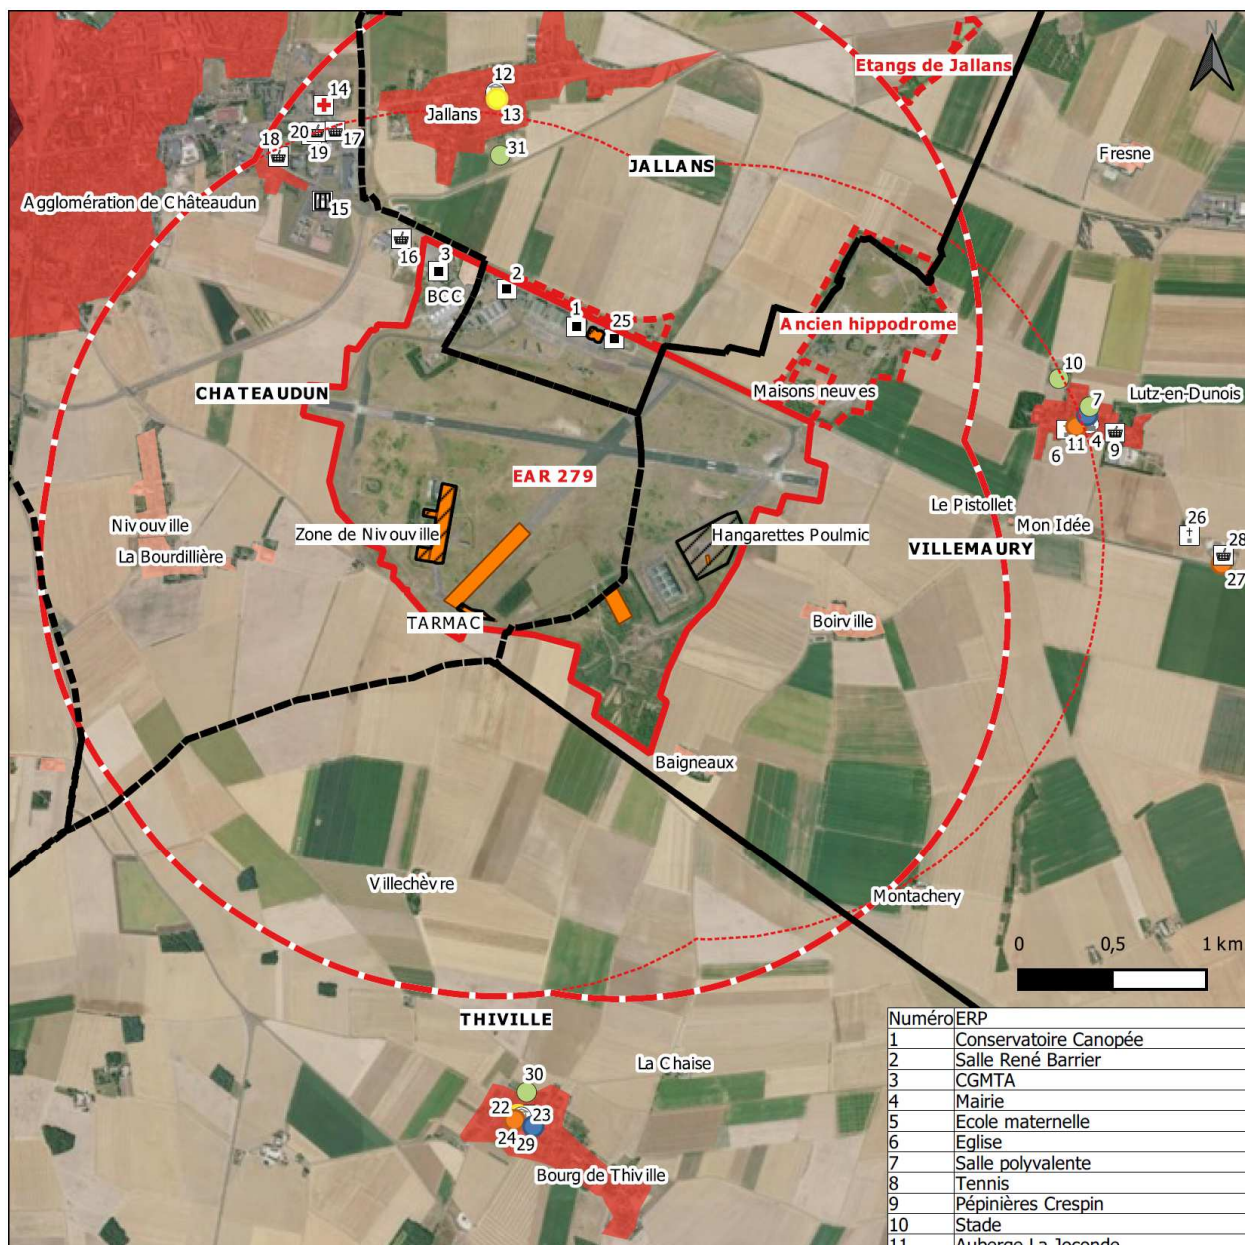 N
Etangs de Jallans
12
14
Jallans
13
20
17
18
19
31
JALLANS
Fresne
Agglomération de Châteaudun
15
16
3
2
BCC
1
25
Ancien hippodrome
10
CHATEAUDUN
Maisons neuves
7
Lutz-en-Dunois
6
11
4
9
EAR 279
Le Pistollet
Nivouville
Zone de Nivouville
Hangarettes Poulmic
Mon Idée
26
La Bourdillière
VILLEMAURY
28
27
TARMAC
Boirville
Baigneaux
Villechèvre
Montachery
0 0,5 1 km
THIVILLE
La Chaise
30
22
23
24
29
Bourg de Thiville
Numéro ERP
1 Conservatoire Canopée
2 Salle René Barrier
3 CGMTA
4 Mairie
5 Ecole maternelle
6 Eglise
7 Salle polyvalente
8 Tennis
9 Pépinières Crespin
10 Stade
11 Auberge La Joconde